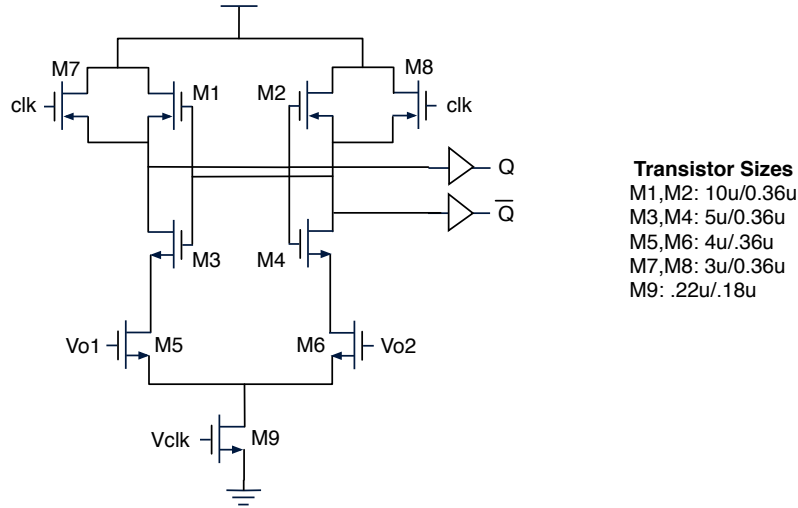 M7
M8
M1
M2
clk
clk
Q
Q
M3
M4
Vo1
M5
M6
Vo2
Vclk
M9
Transistor Sizes
M1,M2: 10u/0.36u
M3,M4: 5u/0.36u
M5,M6: 4u/.36u
M7,M8: 3u/0.36u
M9: .22u/.18u